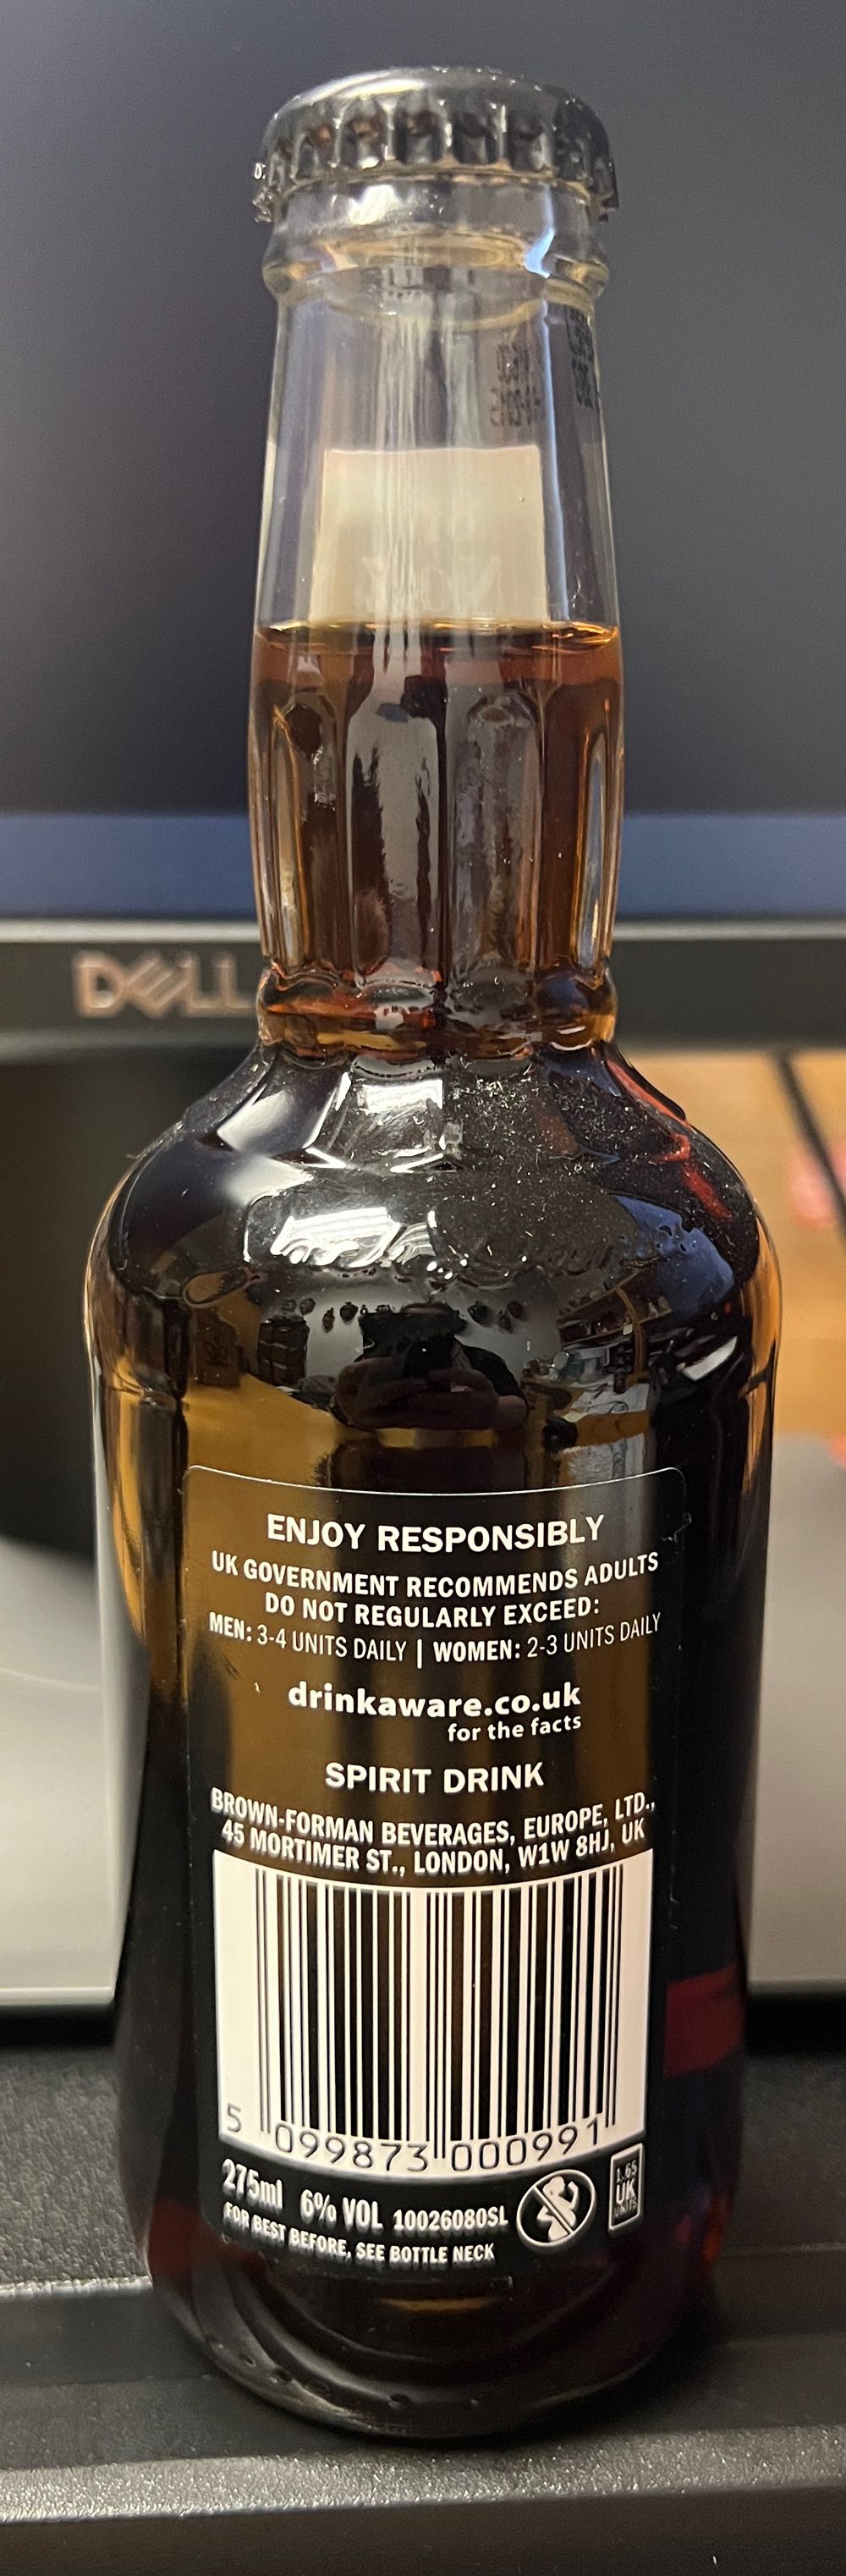 DELL
ENJOY RESPONSIBLY
UK GOVERNMENT RECOMMENDS ADULTS
DO NOT REGULARLY EXCEED:
MEN: 3-4 UNITS DAILY | WOMEN: 2-3 UNITS DAILY
drinkaware.co.uk
for the facts
SPIRIT DRINK
BROWN-FORMAN BEVERAGES, EUROPE, LTD.,
45 MORTIMER ST., LONDON, W1W 8HJ, UK
5 099873 000991
275ml 6% VOL 10026080SL
FOR BEST BEFORE, SEE BOTTLE NECK
1.65
UK
UNITS